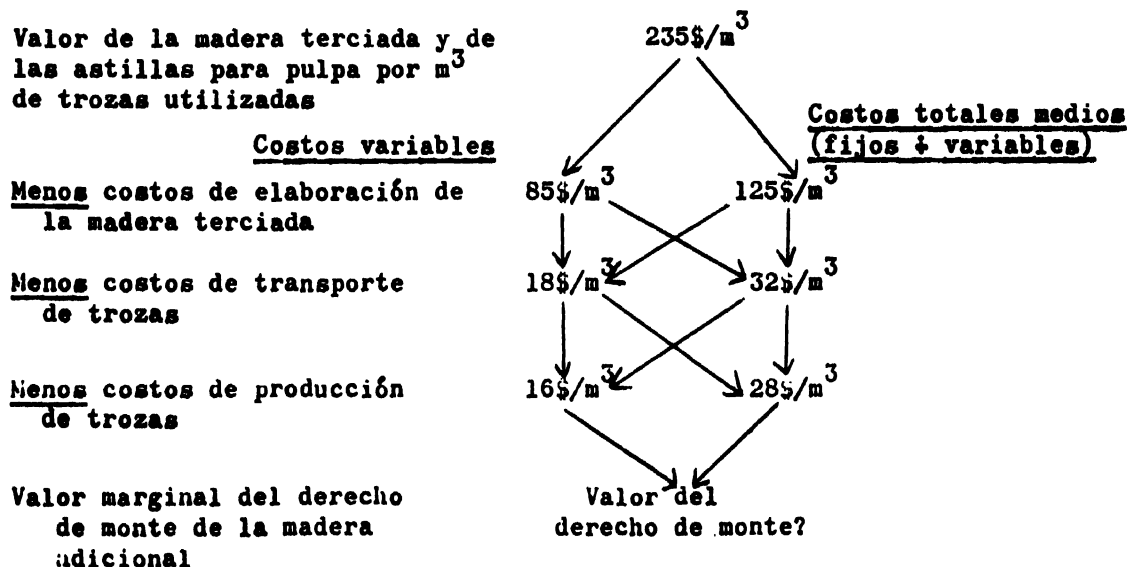 Valor de la madera terciada y de
las astillas para pulpa por m³
de trozas utilizadas
235$/m³
Costos variables
Costos totales medios
(fijos + variables)
Menos costos de elaboración de
la madera terciada
85$/m³
125$/m³
Menos costos de transporte
de trozas
18$/m³
32$/m³
Menos costos de producción
de trozas
16$/m³
28$/m³
Valor marginal del derecho
de monte de la madera
adicional
Valor del
derecho de monte?